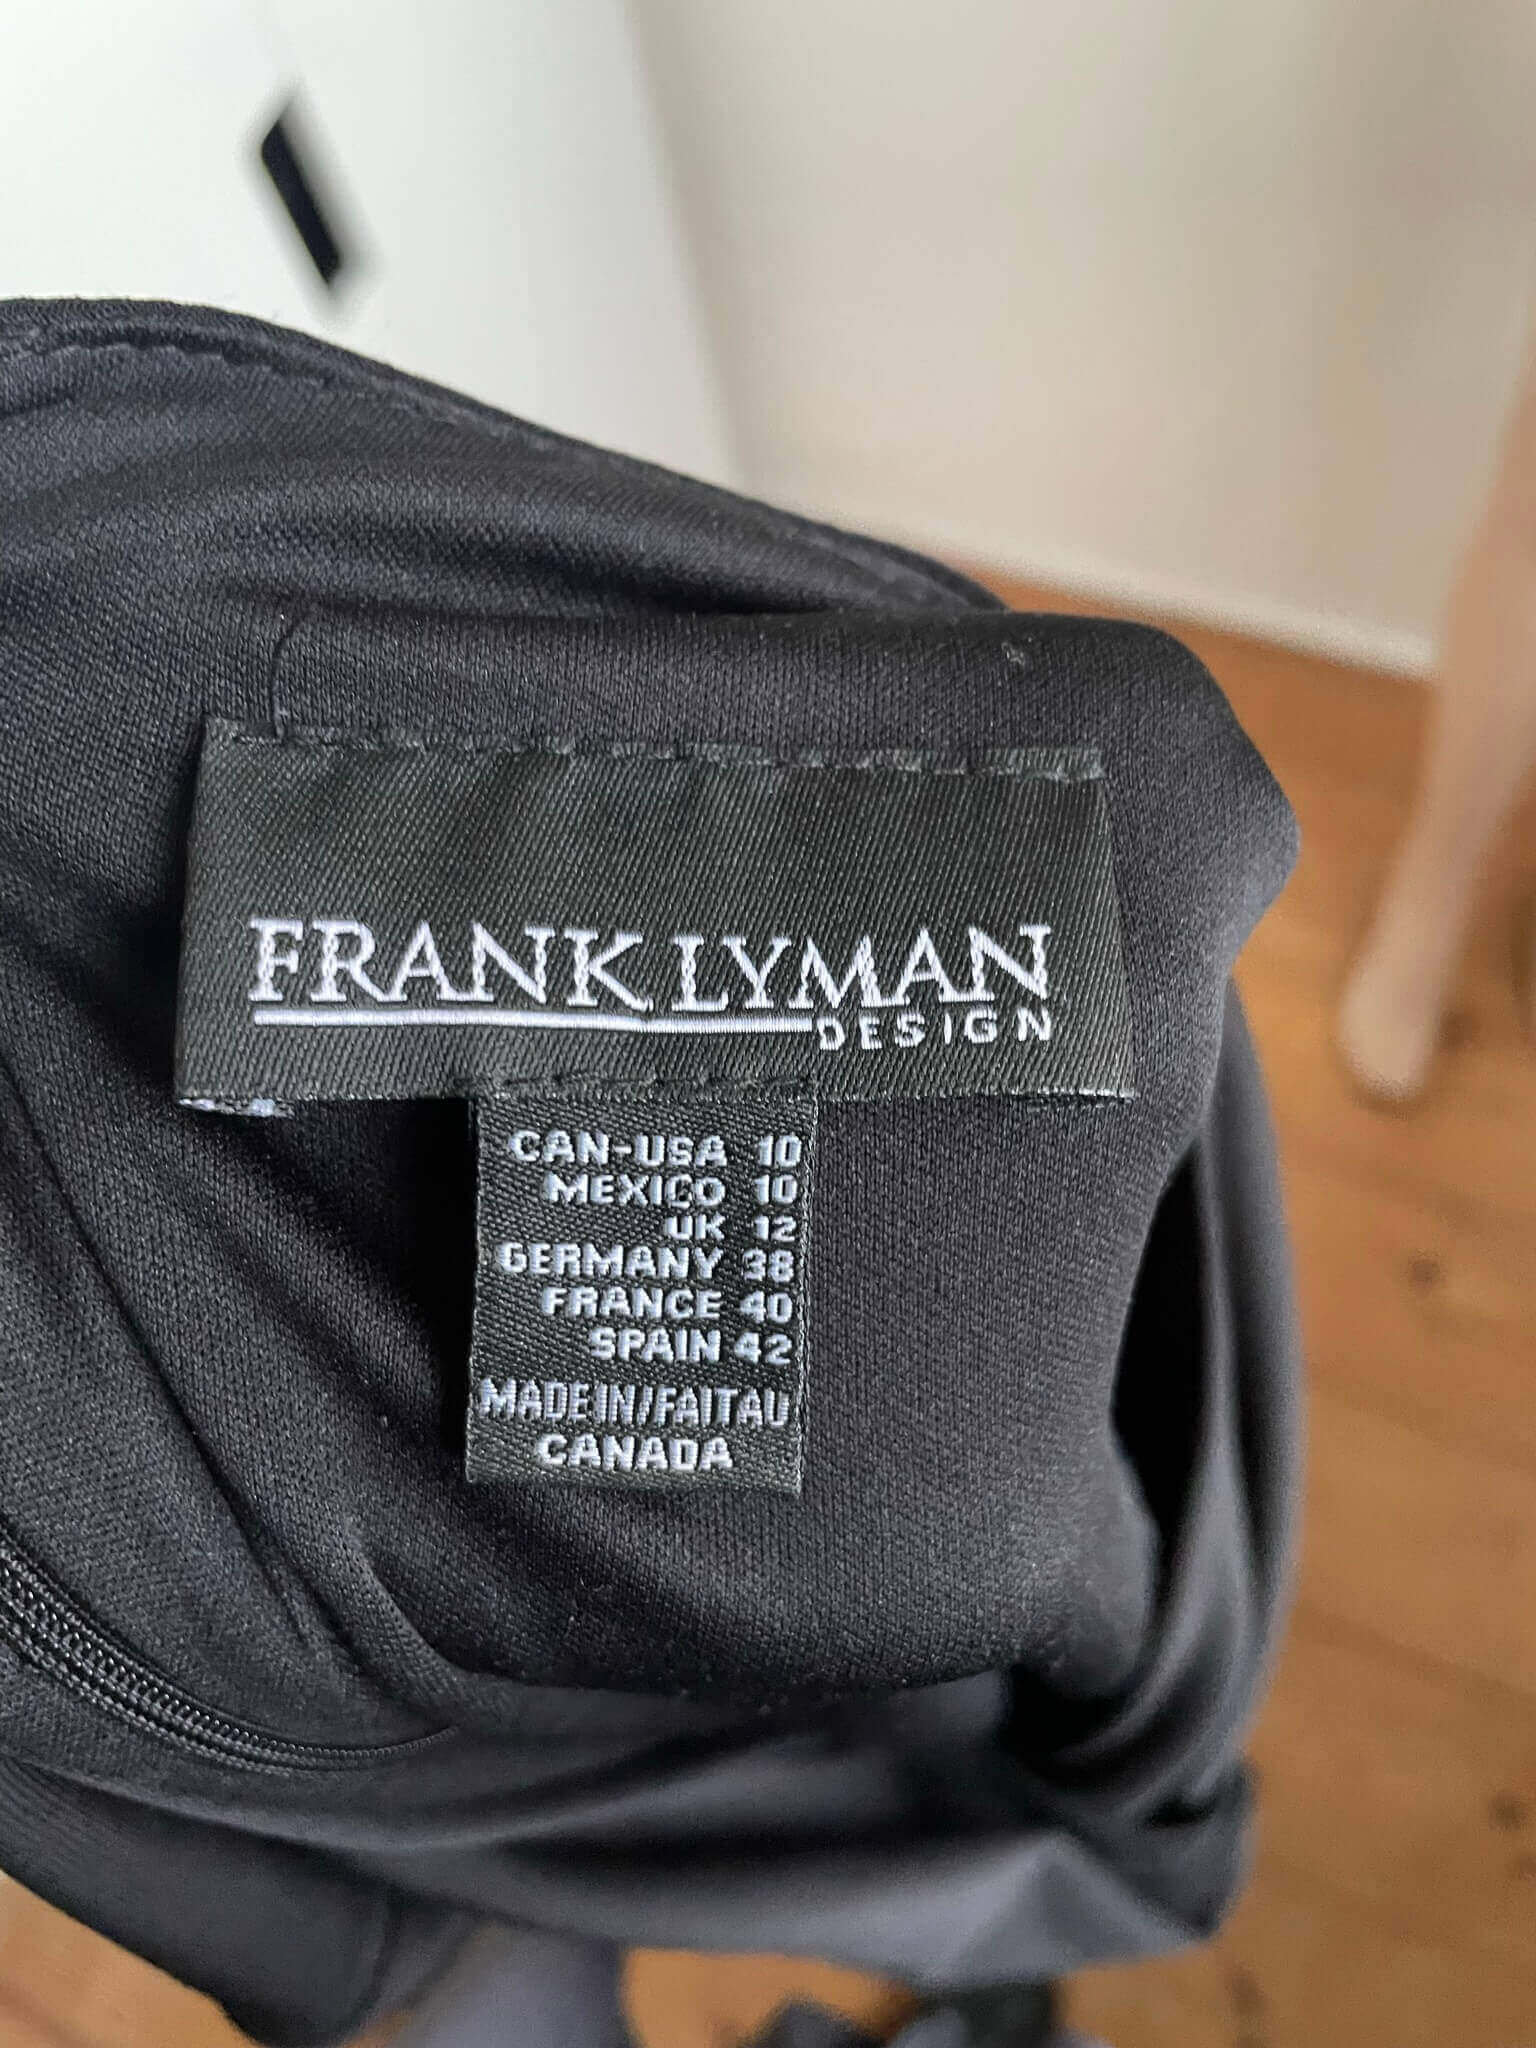 FRANK LYMAN
DESIGN
CAN-USA 10
MEXICO 10
UK 12
GERMANY 38
FRANCE 40
SPAIN 42
MADE IN/FAIT AU
CANADA